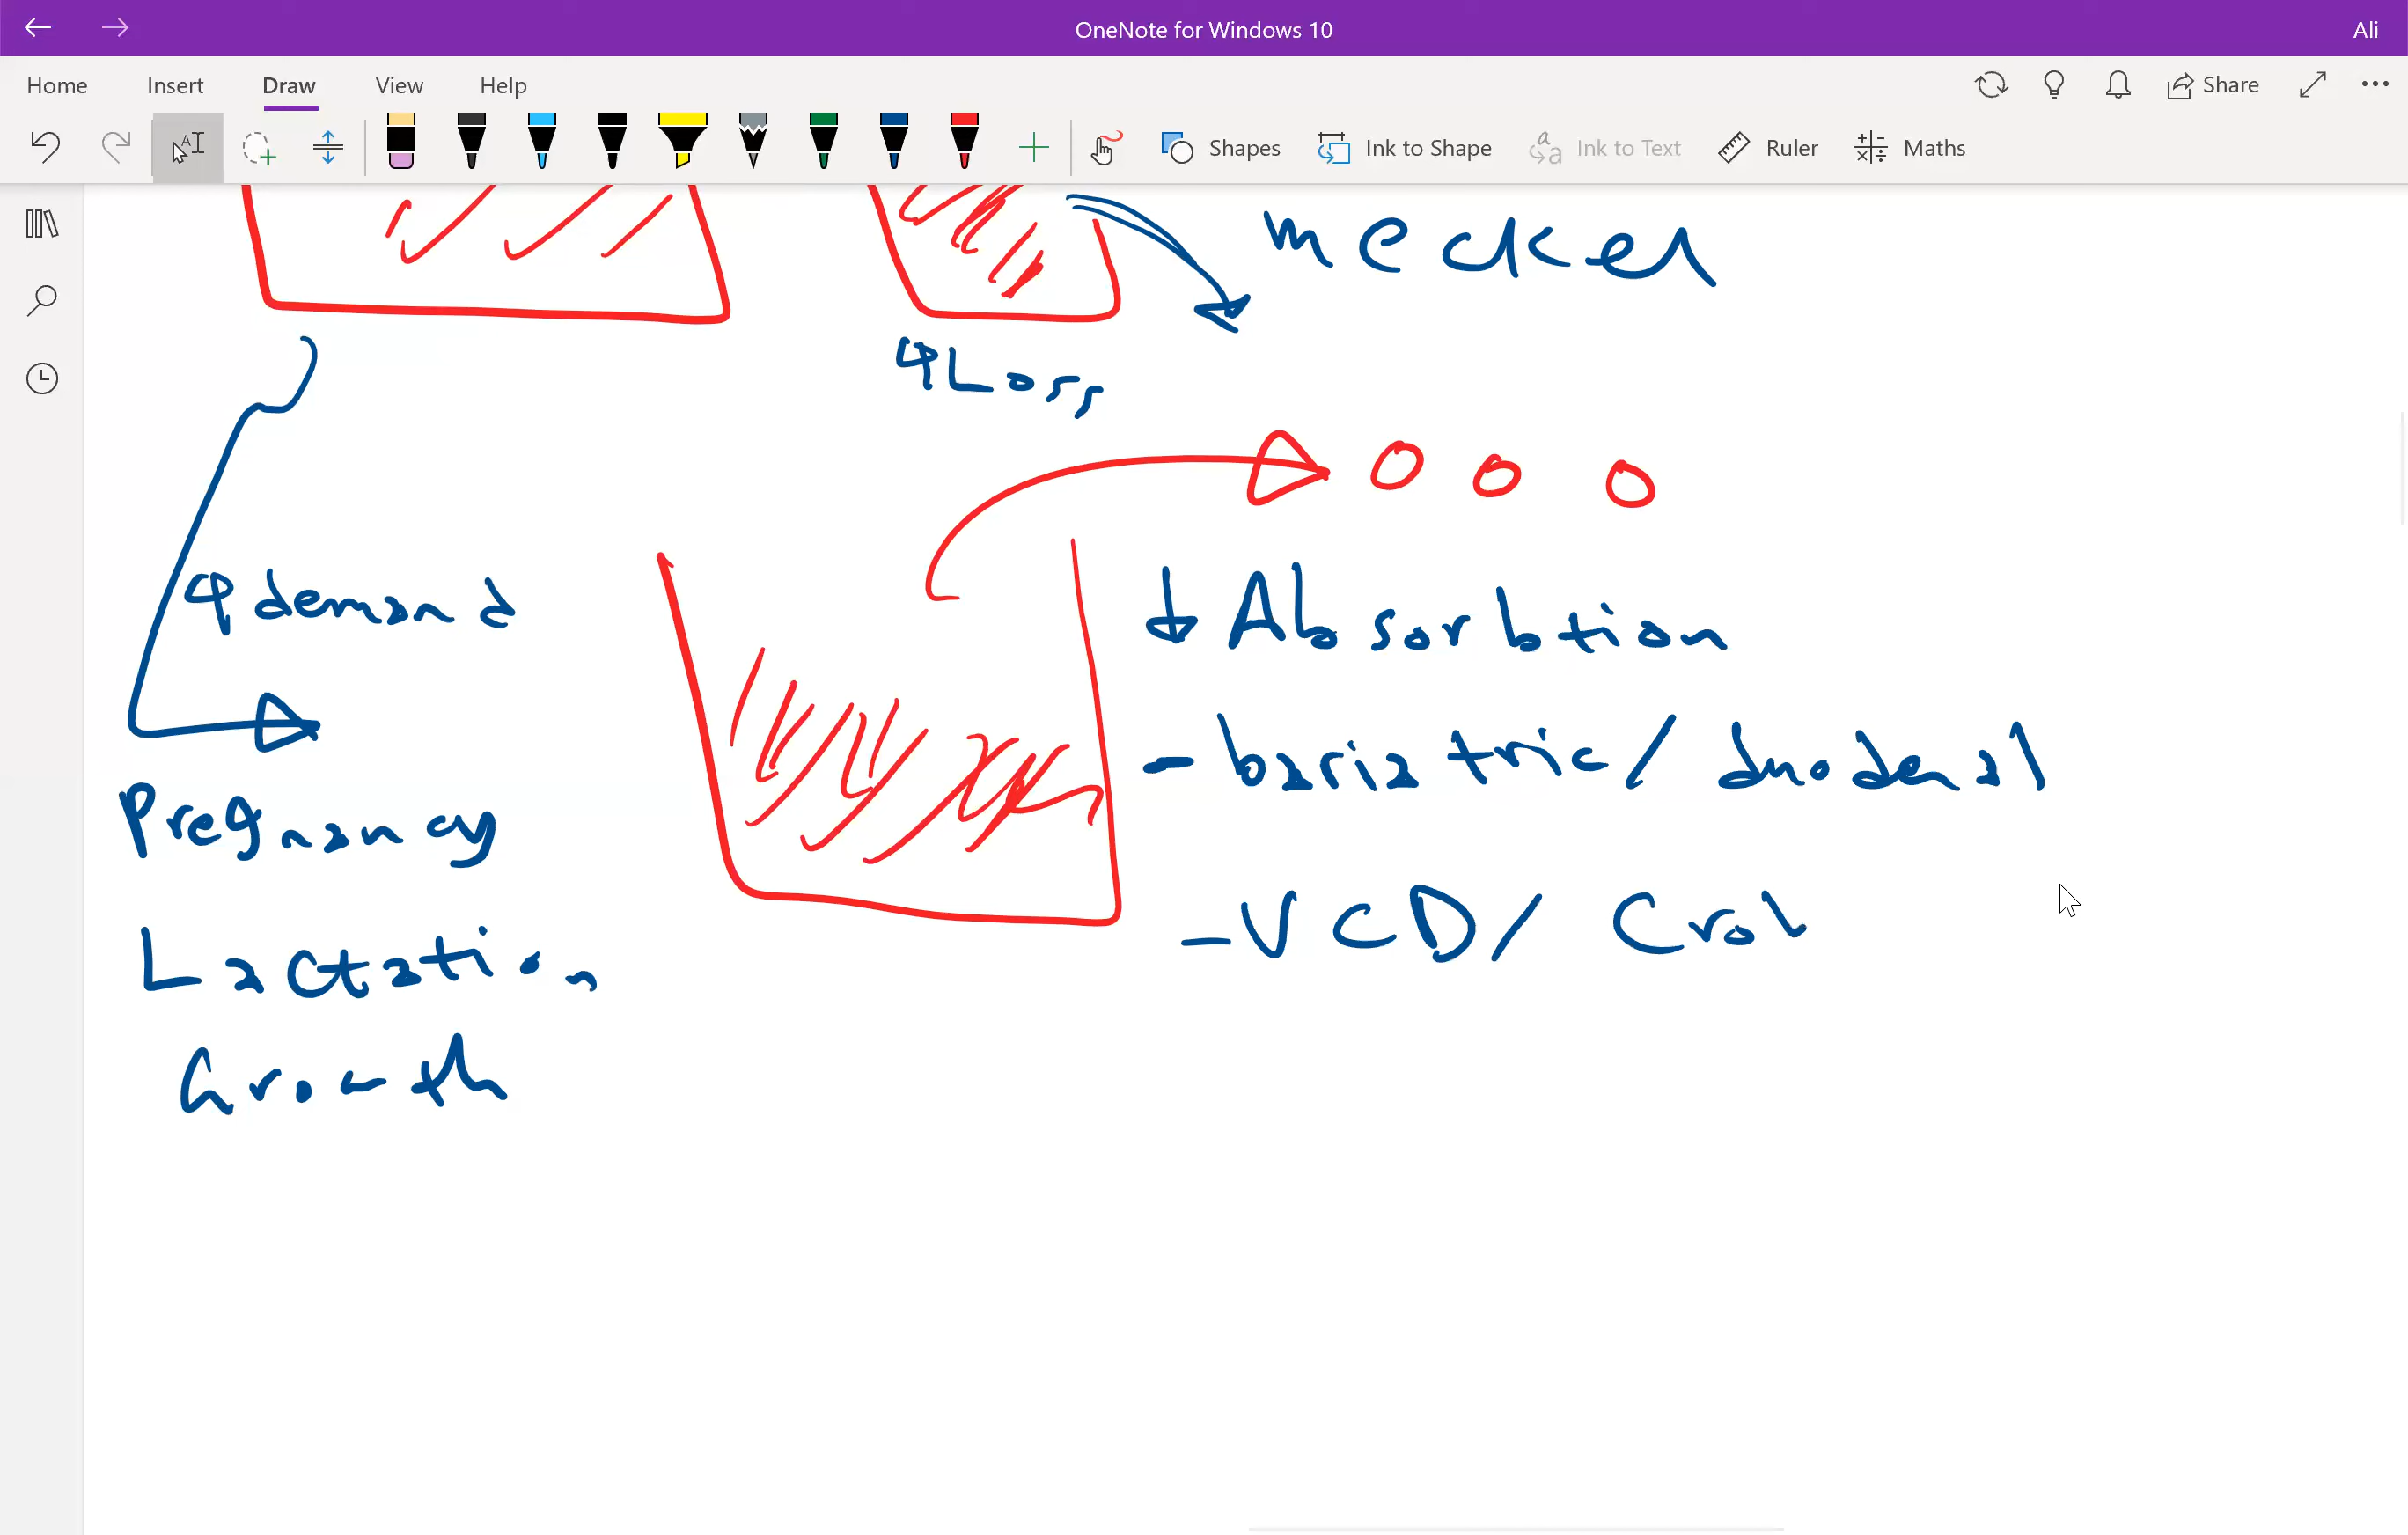 OneNote for Windows 10
Ali
Home Insert Draw View Help
Share
Shapes Ink to Shape Ink to Text Ruler Maths
meckel
↑ Loss
↑ demand
↓ Absorbtion
- bariatric / duodenal
Pregnancy
- VCD / Croh
Lactation
Growth